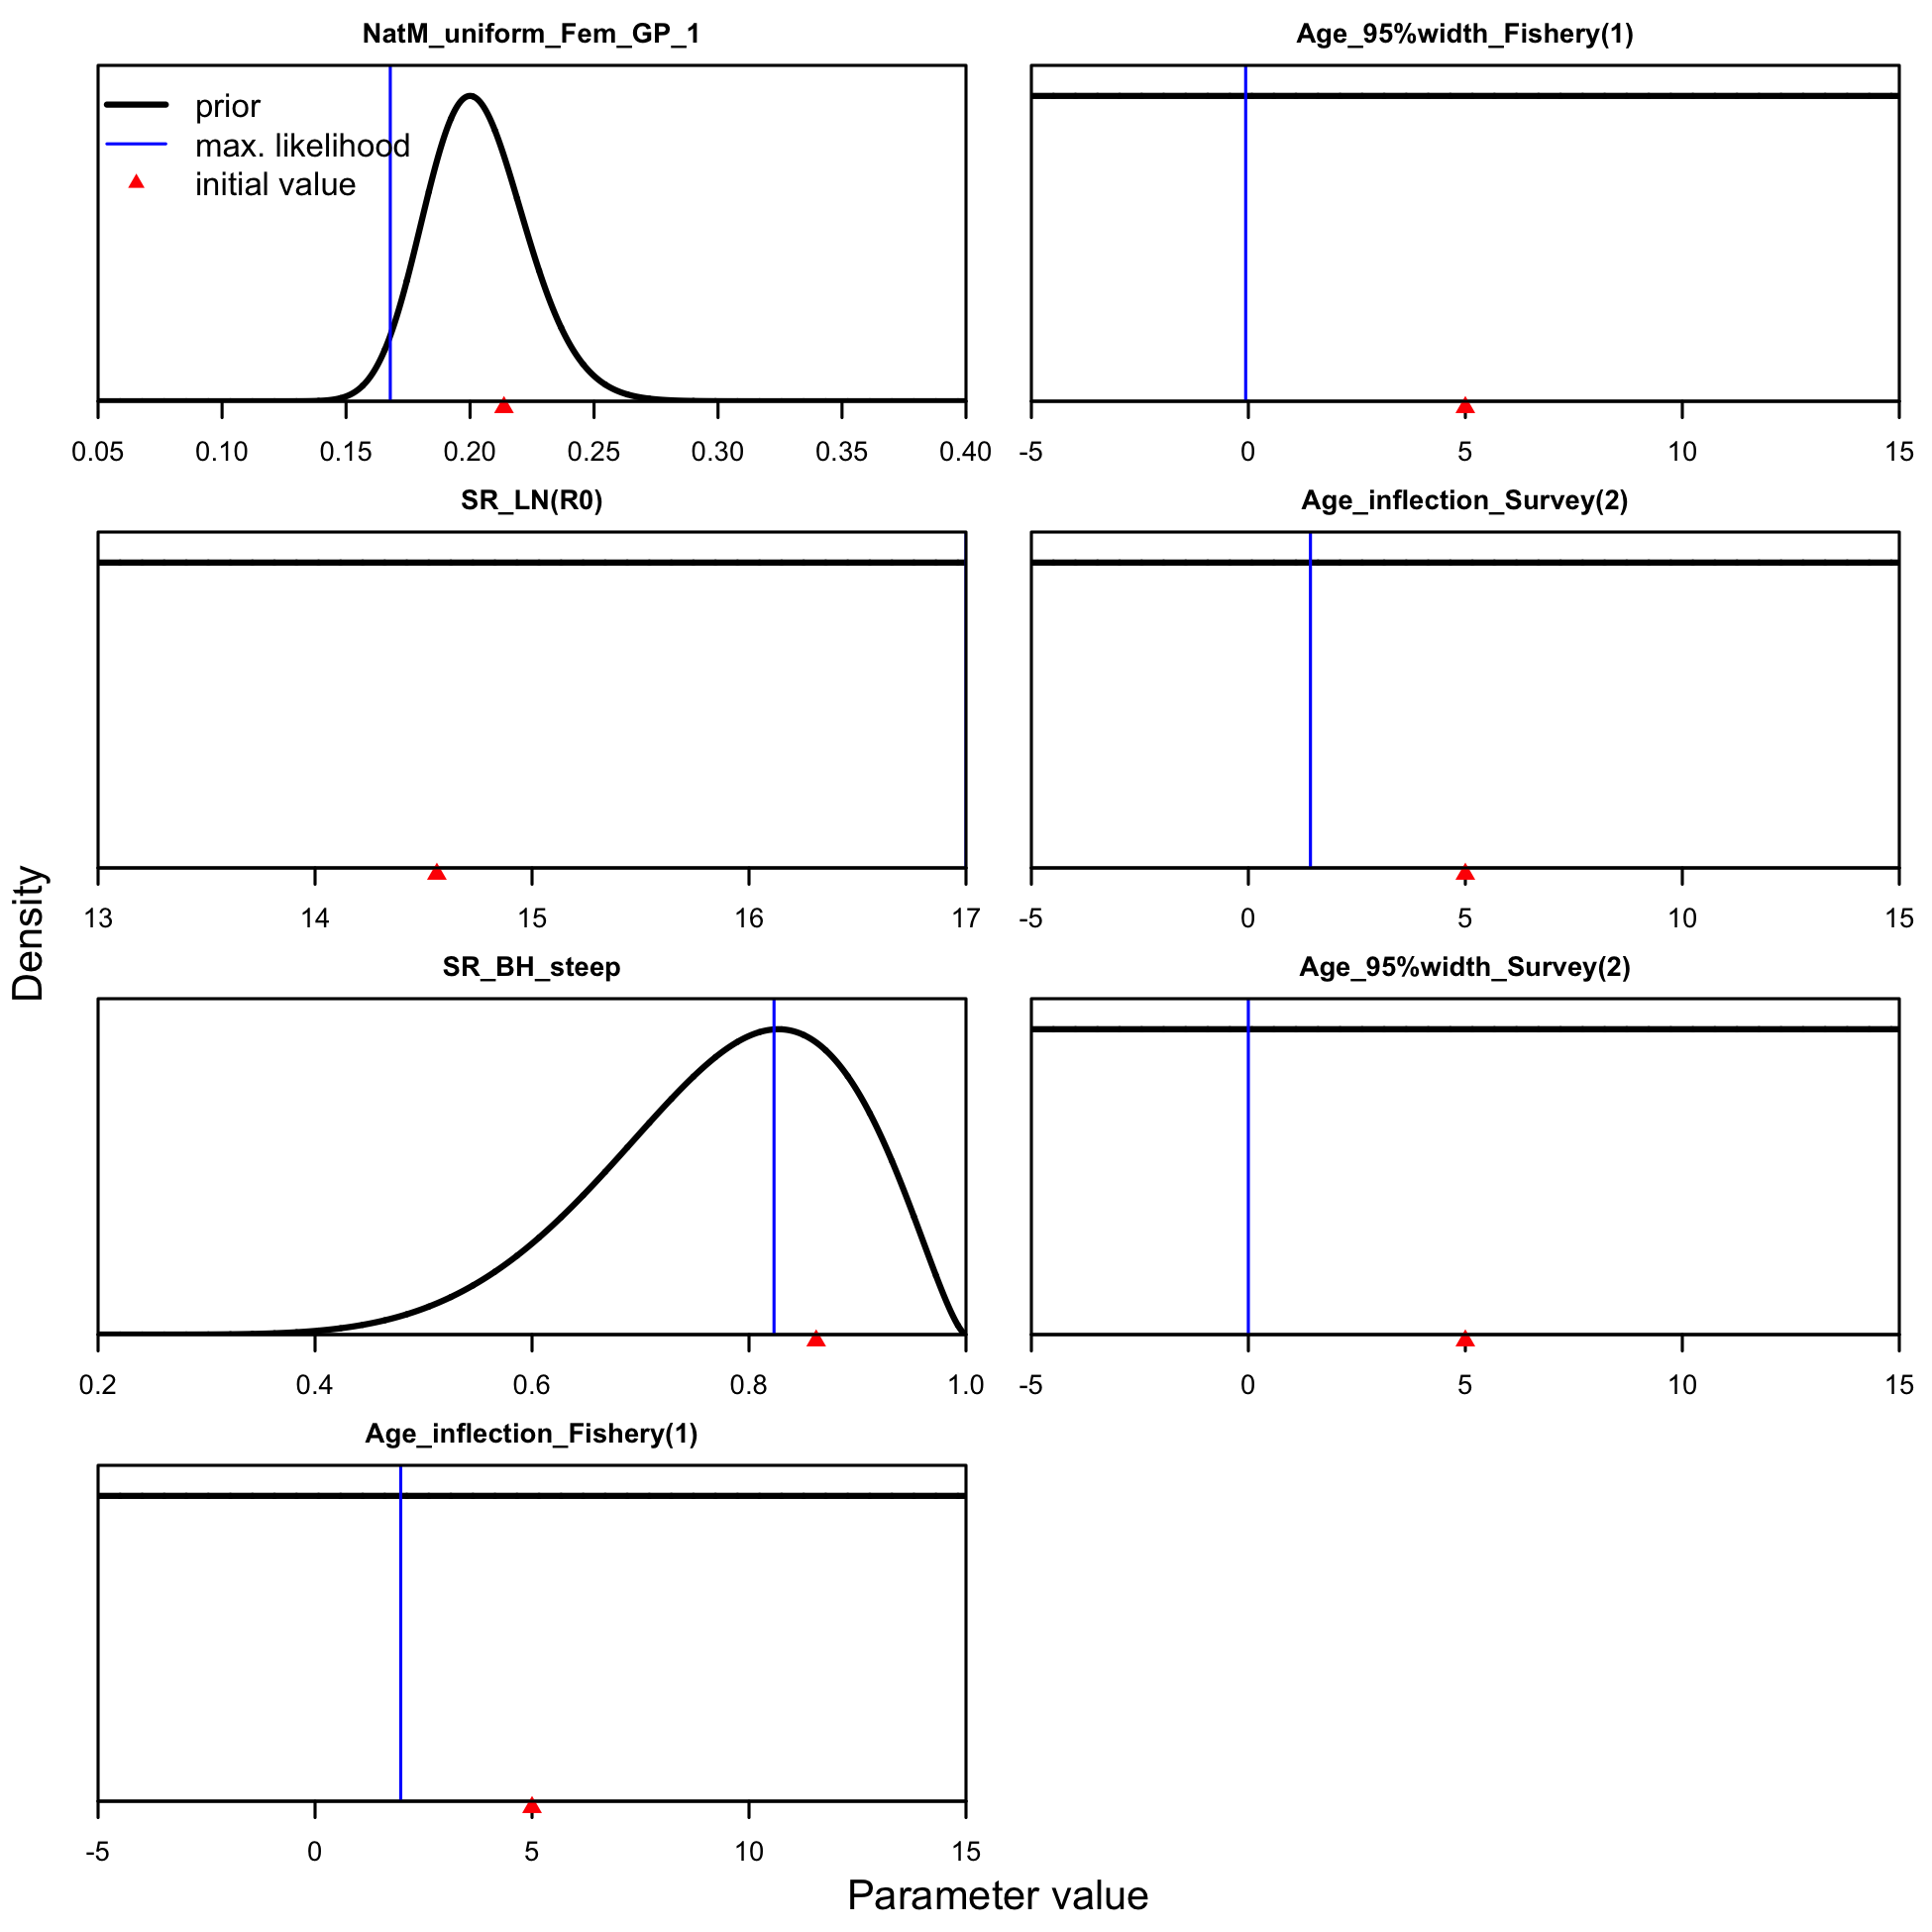 NatM_uniform_Fem_GP_1
prior
max. likelihood
initial value
0.05 0.10 0.15 0.20 0.25 0.30 0.35 0.40
Age_95%width_Fishery(1)
-5 0 5 10 15
SR_LN(R0)
13 14 15 16 17
Age_inflection_Survey(2)
-5 0 5 10 15
SR_BH_steep
0.2 0.4 0.6 0.8 1.0
Age_95%width_Survey(2)
-5 0 5 10 15
Age_inflection_Fishery(1)
-5 0 5 10 15
Density
Parameter value